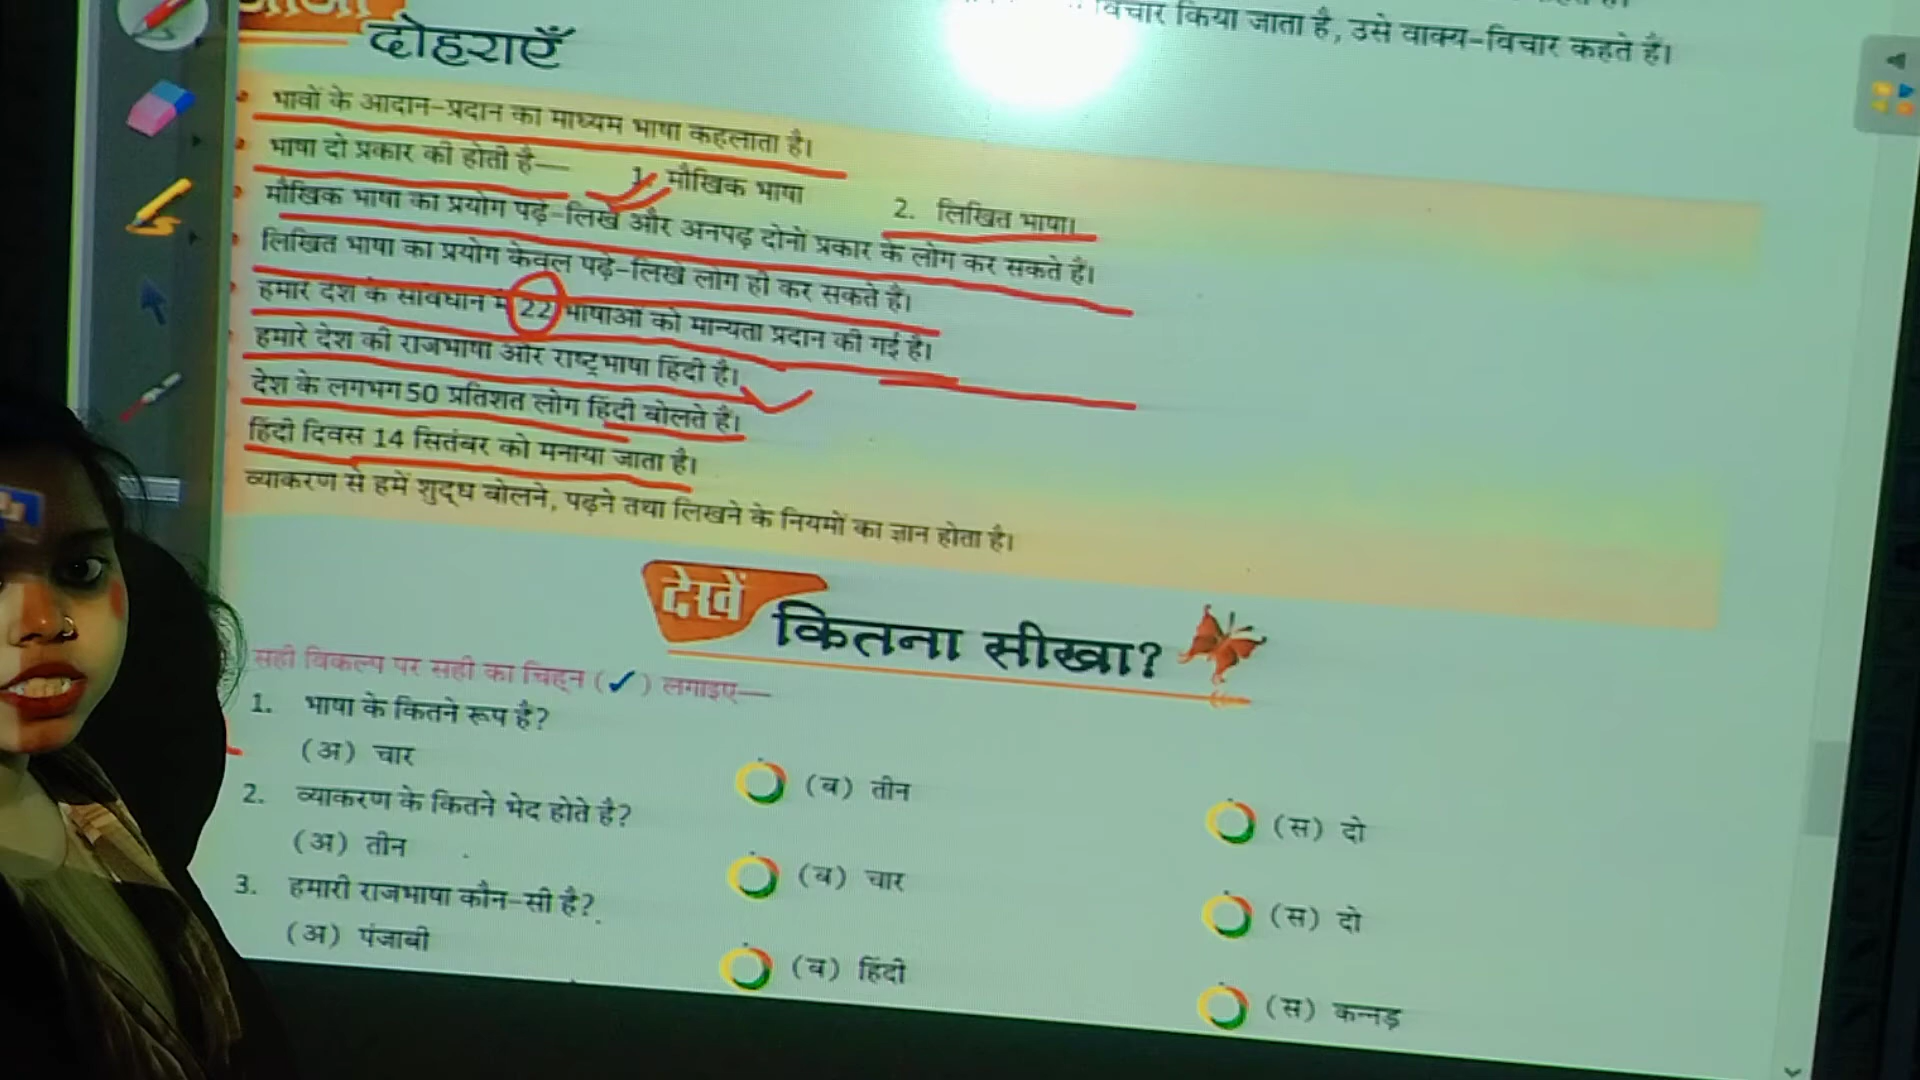 विचार किया जाता है, उसे वाक्य-विचार कहते हैं।
आओ
दोहराएँ
भावों के आदान-प्रदान का माध्यम भाषा कहलाता है।
भाषा दो प्रकार की होती है— 1. मौखिक भाषा 2. लिखित भाषा।
मौखिक भाषा का प्रयोग पढ़े-लिखे और अनपढ़ दोनों प्रकार के लोग कर सकते हैं।
लिखित भाषा का प्रयोग केवल पढ़े-लिखे लोग ही कर सकते हैं।
हमारे देश के संविधान में 22 भाषाओं को मान्यता प्रदान की गई है।
हमारे देश की राजभाषा और राष्ट्रभाषा हिंदी है।
देश के लगभग 50 प्रतिशत लोग हिंदी बोलते हैं।
हिंदी दिवस 14 सितंबर को मनाया जाता है।
व्याकरण से हमें शुद्ध बोलने, पढ़ने तथा लिखने के नियमों का ज्ञान होता है।
देखें
कितना सीखा?
सही विकल्प पर सही का चिह्न (✓) लगाइए—
1. भाषा के कितने रूप हैं?
(अ) चार (ब) तीन (स) दो
2. व्याकरण के कितने भेद होते हैं?
(अ) तीन (ब) चार (स) दो
3. हमारी राजभाषा कौन-सी है?
(अ) पंजाबी (ब) हिंदी (स) कन्नड़